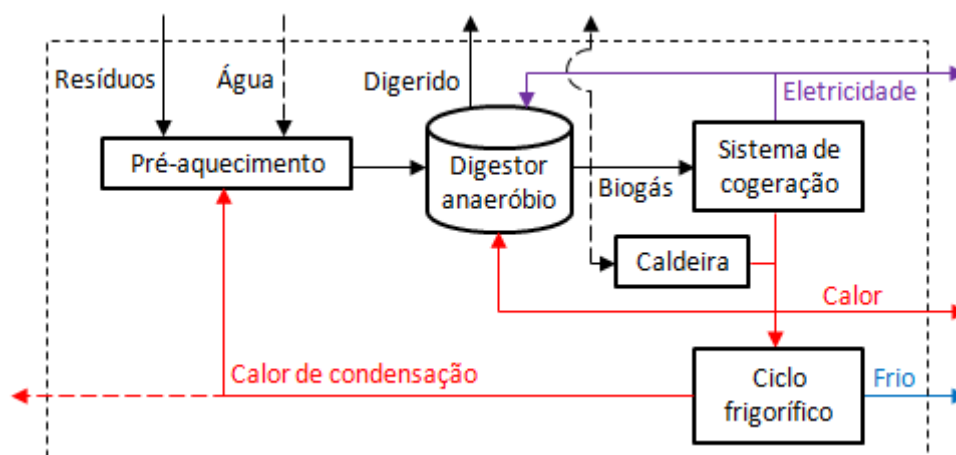 Resíduos
Água
Digerido
Eletricidade
Pré-aquecimento
Digestor
anaeróbio
Biogás
Sistema de
cogeração
Caldeira
Calor
Calor de condensação
Ciclo
frigorífico
Frio